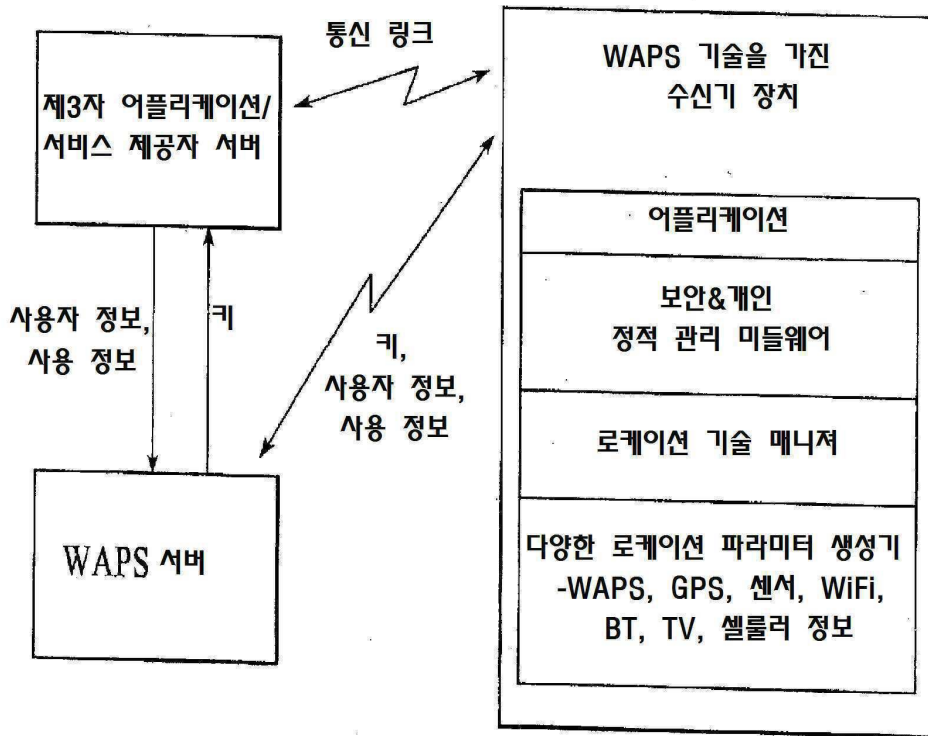 통신 링크
제3자 어플리케이션/
서비스 제공자 서버
WAPS 기술을 가진
수신기 장치
어플리케이션
보안&개인
정적 관리 미들웨어
로케이션 기술 매니져
다양한 로케이션 파라미터 생성기
-WAPS, GPS, 센서, WiFi,
BT, TV, 셀룰러 정보
사용자 정보,
사용 정보
키
키,
사용자 정보,
사용 정보
WAPS 서버